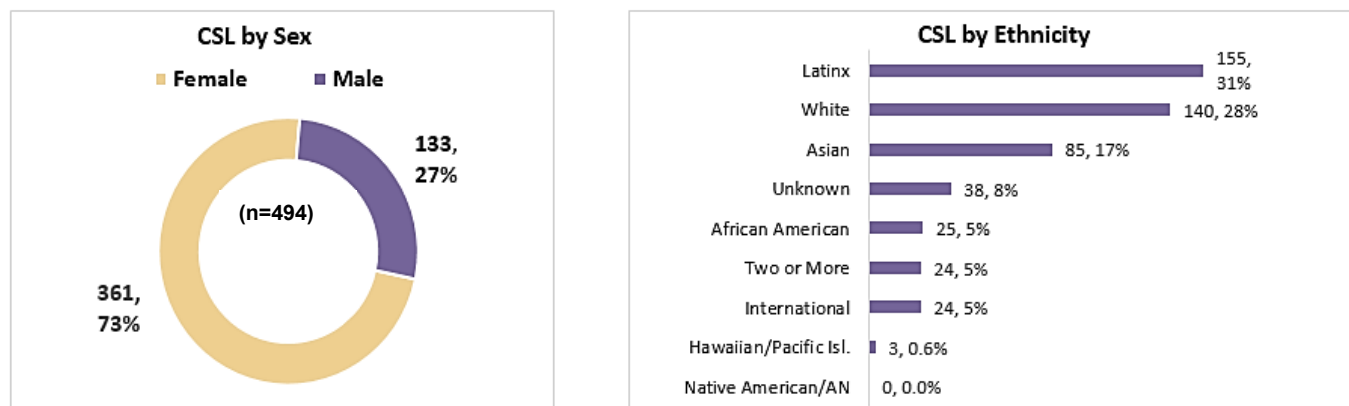 CSL by Sex
Female
Male
133,
27%
(n=494)
361,
73%
CSL by Ethnicity
Latinx
155,
31%
White
140, 28%
Asian
85, 17%
Unknown
38, 8%
African American
25, 5%
Two or More
24, 5%
International
24, 5%
Hawaiian/Pacific Isl.
3, 0.6%
Native American/AN
0, 0.0%